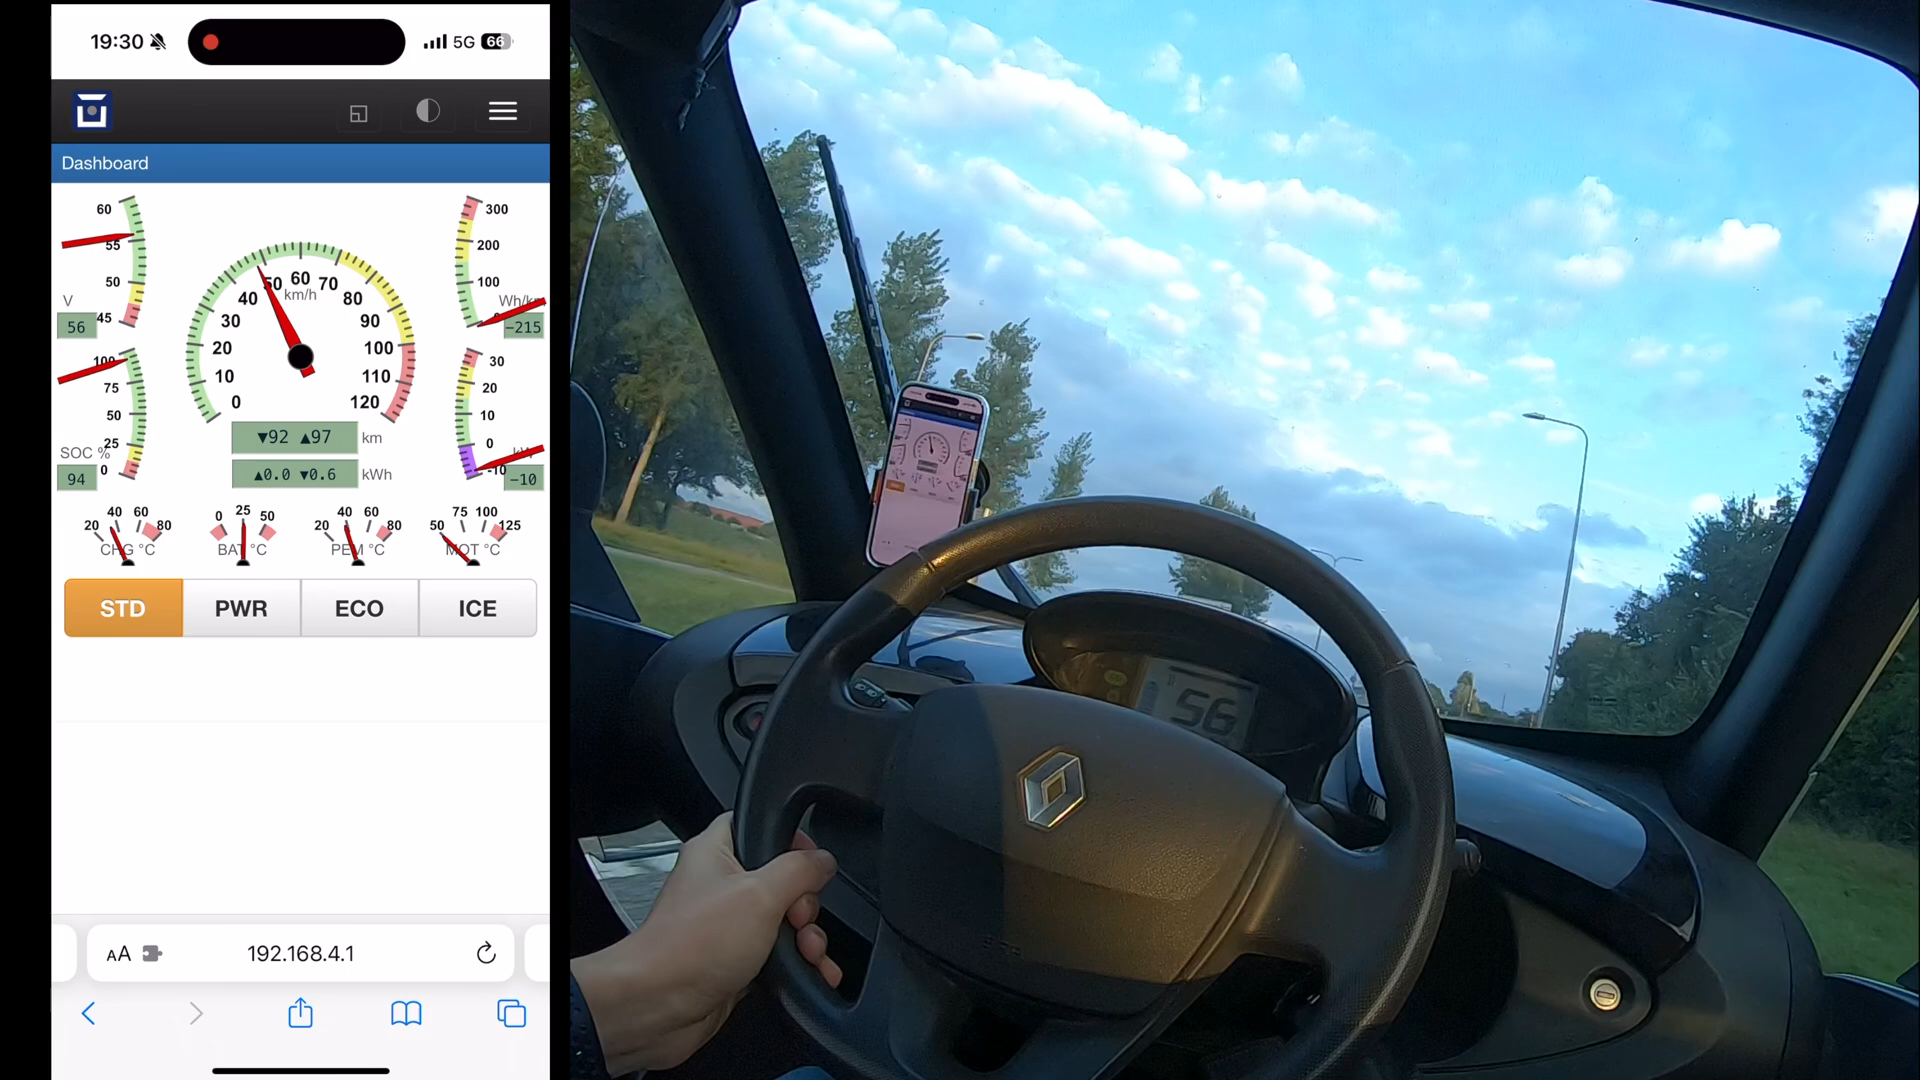 19:30 5G 66
Dashboard
60 55 50 45
V
56
100 75 50 25 0
SOC %
94
0 10 20 30 40 50 60 70 80 90 100 110 120
km/h
▼92 ▲97 km
▲0.0 ▼0.6 kWh
300 200 100
Wh/km
-215
30 20 10 0 -10
-10
20 40 60 80
CHG °C
0 25 50
BAT °C
20 40 60 80
PEM °C
50 75 100 125
MOT °C
STD PWR ECO ICE
AA 192.168.4.1
56